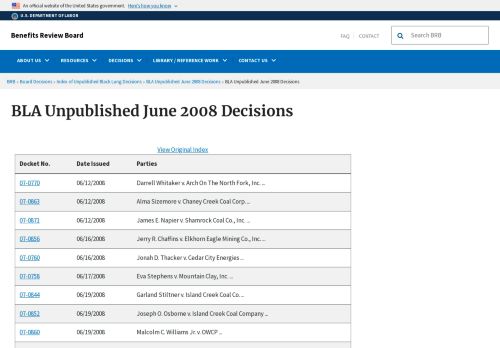 An official website of the United States government. Here's how you know
U.S. DEPARTMENT OF LABOR
Benefits Review Board
FAQ CONTACT
Search BRB
ABOUT US RESOURCES DECISIONS LIBRARY / REFERENCE WORK CONTACT US
BRB » Board Decisions » Index of Unpublished Black Lung Decisions » BLA Unpublished June 2008 Decisions » BLA Unpublished June 2008 Decisions
BLA Unpublished June 2008 Decisions
View Original Index
Docket No. Date Issued Parties
07-0770 06/12/2008 Darrell Whitaker v. Arch On The North Fork, Inc. ...
07-0863 06/12/2008 Alma Sizemore v. Chaney Creek Coal Corp. ...
07-0871 06/12/2008 James E. Napier v. Shamrock Coal Co., Inc. ...
07-0856 06/16/2008 Jerry R. Chaffins v. Elkhorn Eagle Mining Co., Inc. ...
07-0760 06/16/2008 Jonah D. Thacker v. Cedar City Energies ...
07-0758 06/17/2008 Eva Stephens v. Mountain Clay, Inc. ...
07-0844 06/19/2008 Garland Stiltner v. Island Creek Coal Co. ...
07-0852 06/19/2008 Joseph O. Osborne v. Island Creek Coal Company ...
07-0860 06/19/2008 Malcolm C. Williams Jr. v. OWCP ...